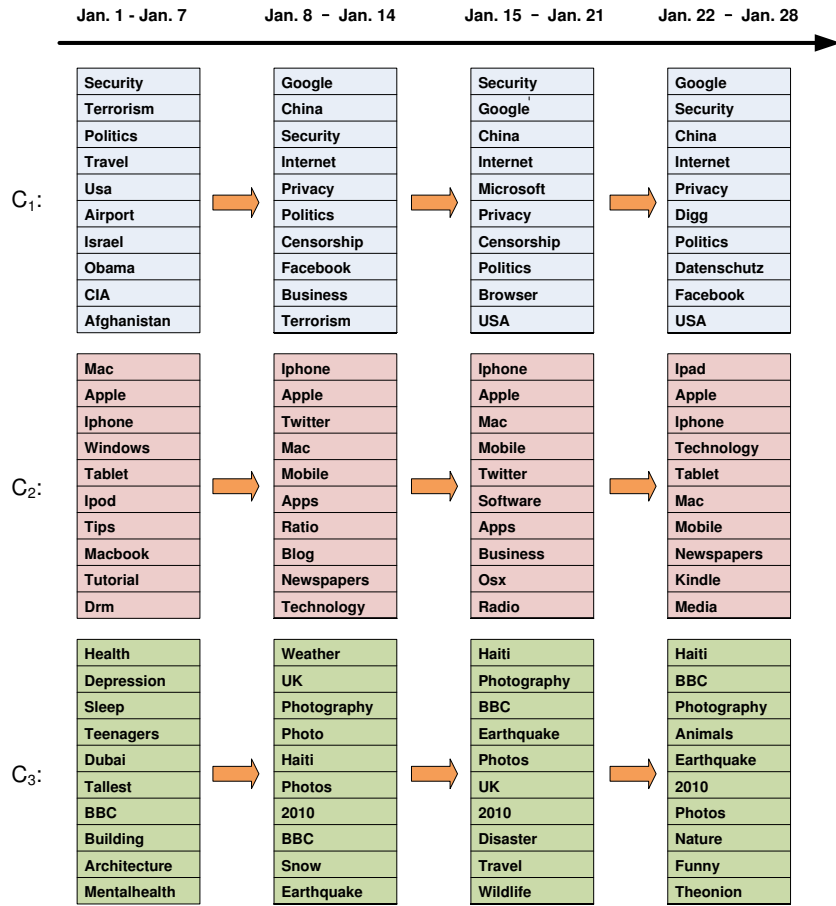 Jan. 1 - Jan. 7
Jan. 8 – Jan. 14
Jan. 15 – Jan. 21
Jan. 22 – Jan. 28
C1:
Security
Terrorism
Politics
Travel
Usa
Airport
Israel
Obama
CIA
Afghanistan
Google
China
Security
Internet
Privacy
Politics
Censorship
Facebook
Business
Terrorism
Security
Google'
China
Internet
Microsoft
Privacy
Censorship
Politics
Browser
USA
Google
Security
China
Internet
Privacy
Digg
Politics
Datenschutz
Facebook
USA
C2:
Mac
Apple
Iphone
Windows
Tablet
Ipod
Tips
Macbook
Tutorial
Drm
Iphone
Apple
Twitter
Mac
Mobile
Apps
Ratio
Blog
Newspapers
Technology
Iphone
Apple
Mac
Mobile
Twitter
Software
Apps
Business
Osx
Radio
Ipad
Apple
Iphone
Technology
Tablet
Mac
Mobile
Newspapers
Kindle
Media
C3:
Health
Depression
Sleep
Teenagers
Dubai
Tallest
BBC
Building
Architecture
Mentalhealth
Weather
UK
Photography
Photo
Haiti
Photos
2010
BBC
Snow
Earthquake
Haiti
Photography
BBC
Earthquake
Photos
UK
2010
Disaster
Travel
Wildlife
Haiti
BBC
Photography
Animals
Earthquake
2010
Photos
Nature
Funny
Theonion